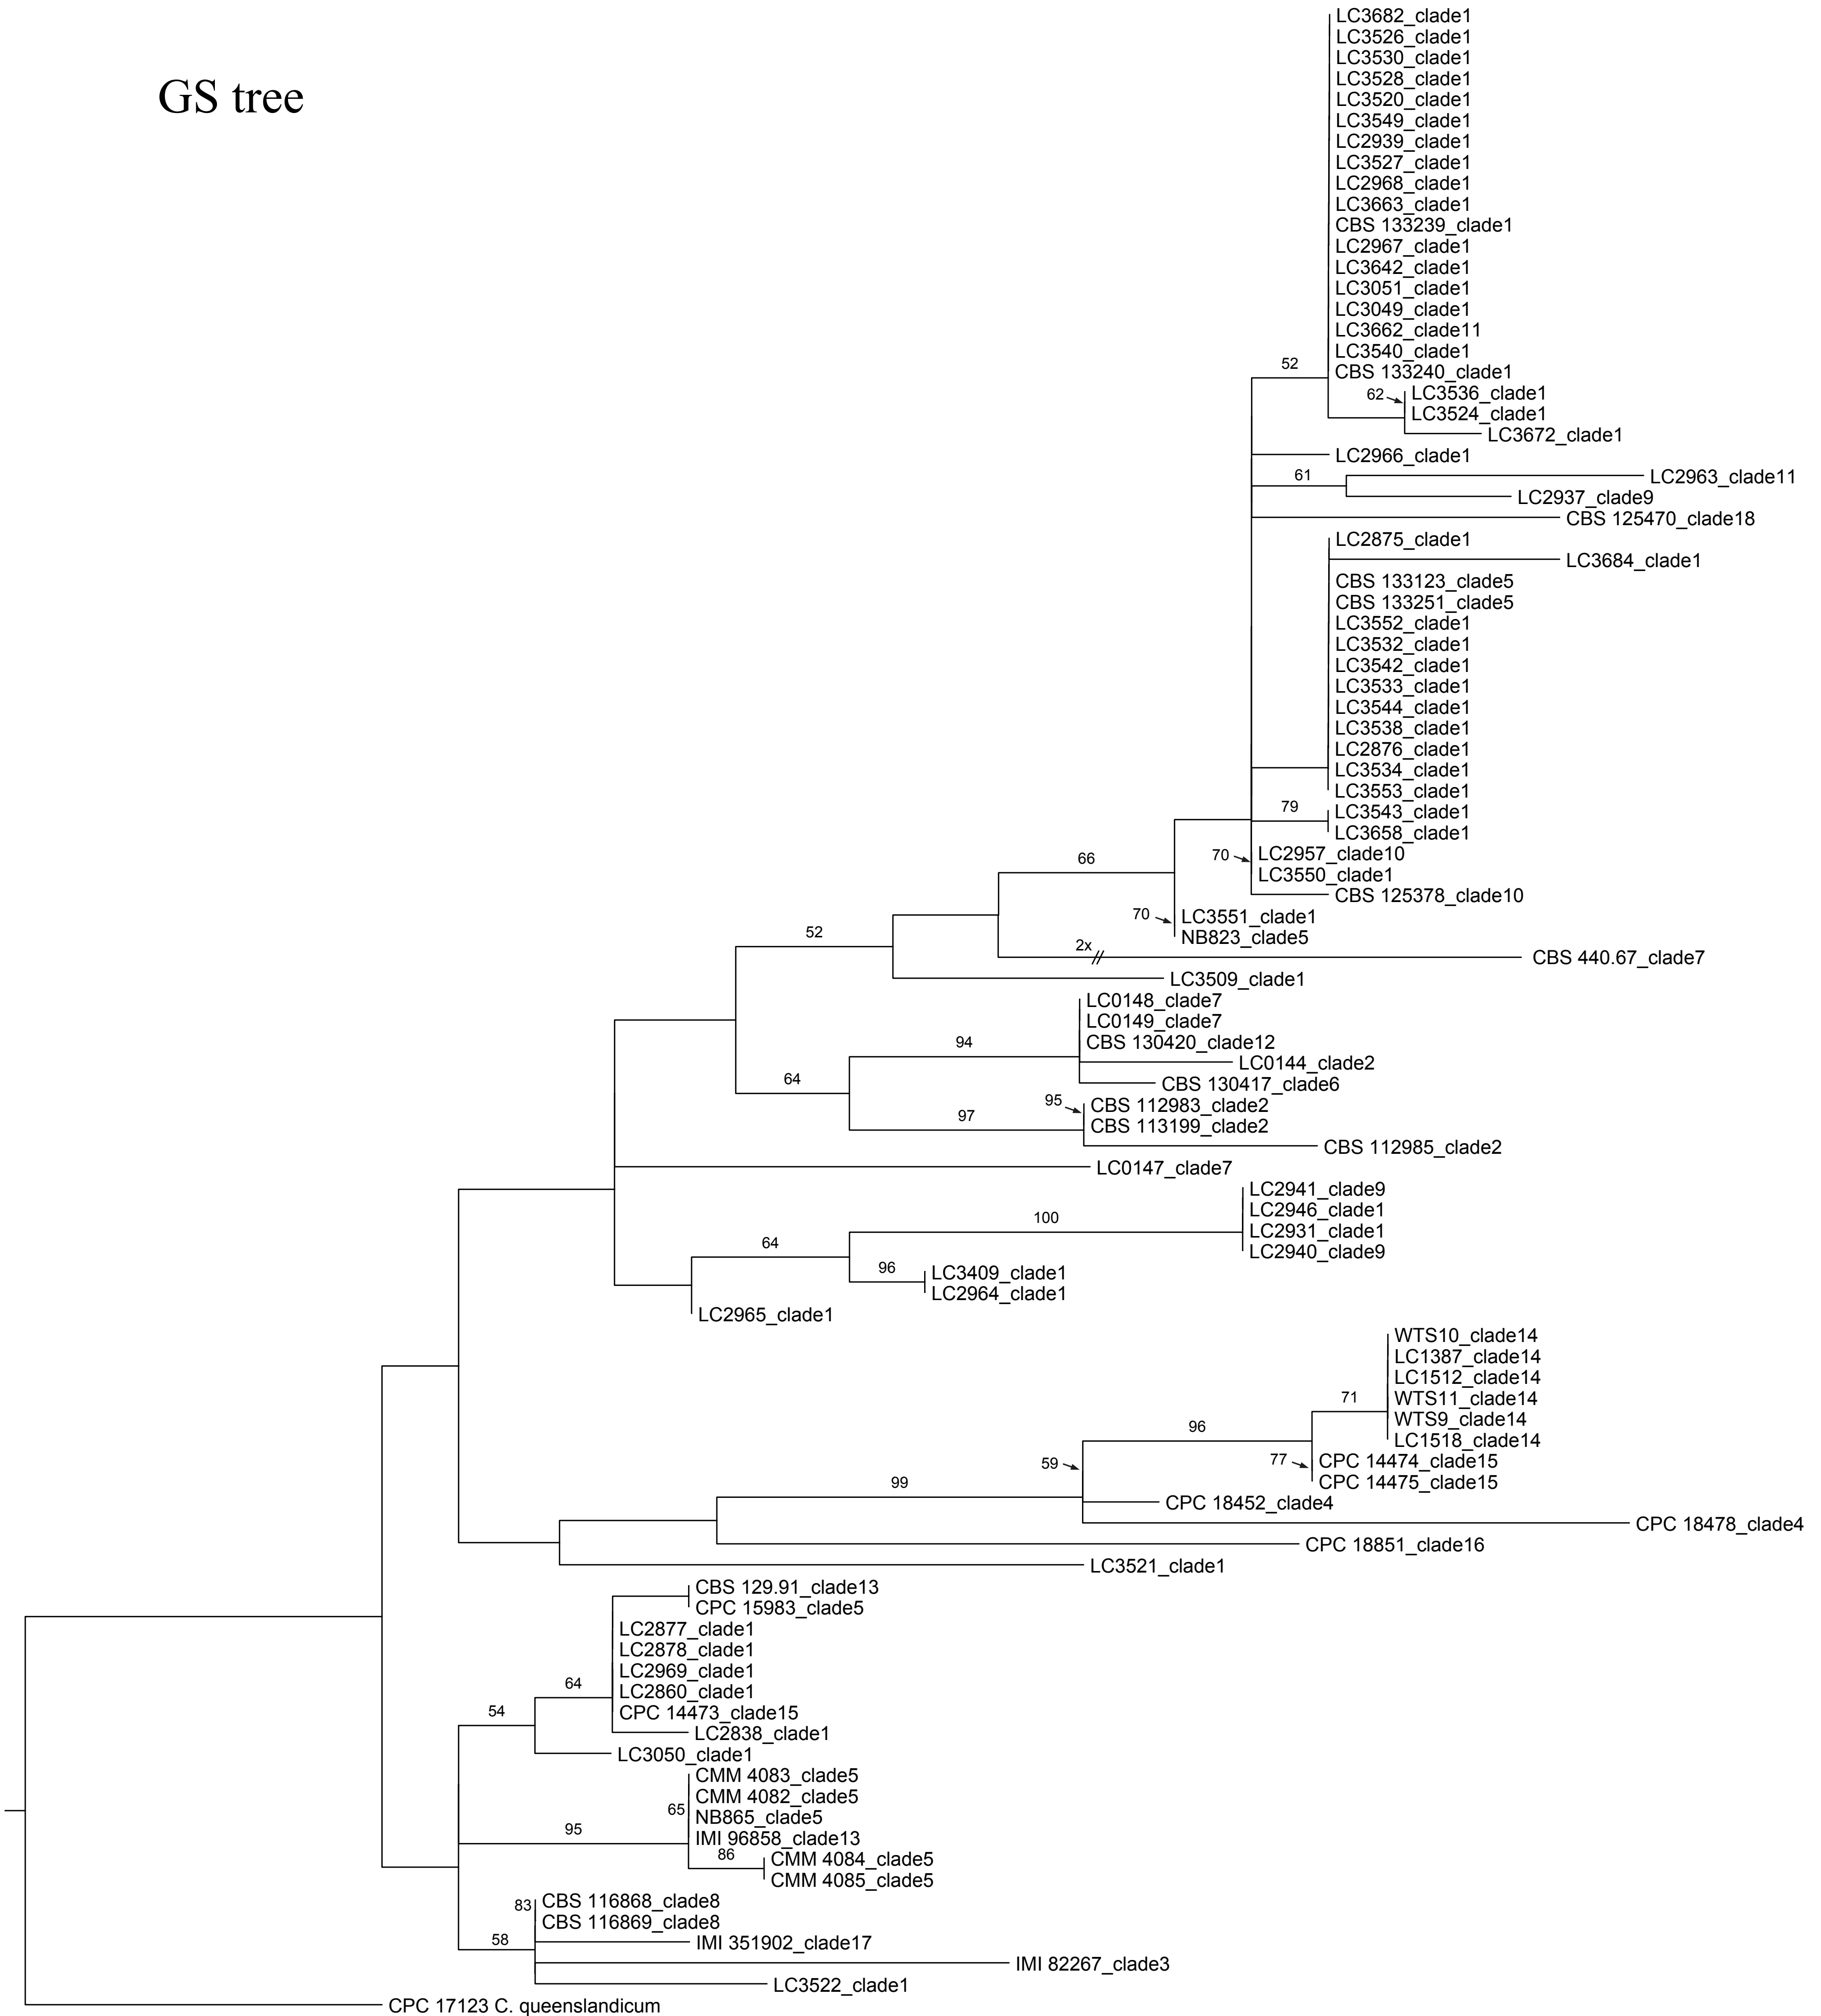 LC3682_clade1
LC3526_clade1
LC3530_clade1
GS tree
LC3528_clade1
LC3520_clade1
LC3549_clade1
LC2939_clade1
LC3527_clade1
LC2968_clade1
LC3663_clade1
CBS 133239_clade1
LC2967_clade1
LC3642_clade1
LC3051_clade1
LC3049_clade1
LC3662_clade11
LC3540_clade1
52
CBS 133240_clade1
62
LC3536_clade1
LC3524_clade1
LC3672_clade1
LC2966_clade1
61
LC2963_clade11
LC2937_clade9
CBS 125470_clade18
LC2875_clade1
LC3684_clade1
CBS 133123_clade5
CBS 133251_clade5
LC3552_clade1
LC3532_clade1
LC3542_clade1
LC3533_clade1
LC3544_clade1
LC3538_clade1
LC2876_clade1
LC3534_clade1
LC3553_clade1
79
LC3543_clade1
LC3658_clade1
66
70
LC2957_clade10
LC3550_clade1
CBS 125378_clade10
70
LC3551_clade1
NB823_clade5
52
2x
CBS 440.67_clade7
LC3509_clade1
LC0148_clade7
LC0149_clade7
94
CBS 130420_clade12
LC0144_clade2
64
CBS 130417_clade6
95
CBS 112983_clade2
97
CBS 113199_clade2
CBS 112985_clade2
LC0147_clade7
LC2941_clade9
LC2946_clade1
100
LC2931_clade1
LC2940_clade9
64
96
LC3409_clade1
LC2964_clade1
LC2965_clade1
WTS10_clade14
LC1387_clade14
LC1512_clade14
71
WTS11_clade14
WTS9_clade14
96
LC1518_clade14
59
77
CPC 14474_clade15
99
CPC 14475_clade15
CPC 18452_clade4
CPC 18478_clade4
CPC 18851_clade16
LC3521_clade1
CBS 129.91_clade13
CPC 15983_clade5
LC2877_clade1
LC2878_clade1
LC2969_clade1
64
LC2860_clade1
54
CPC 14473_clade15
LC2838_clade1
LC3050_clade1
CMM 4083_clade5
CMM 4082_clade5
65
NB865_clade5
95
IMI 96858_clade13
86
CMM 4084_clade5
CMM 4085_clade5
83
CBS 116868_clade8
CBS 116869_clade8
58
IMI 351902_clade17
IMI 82267_clade3
LC3522_clade1
CPC 17123 C. queenslandicum